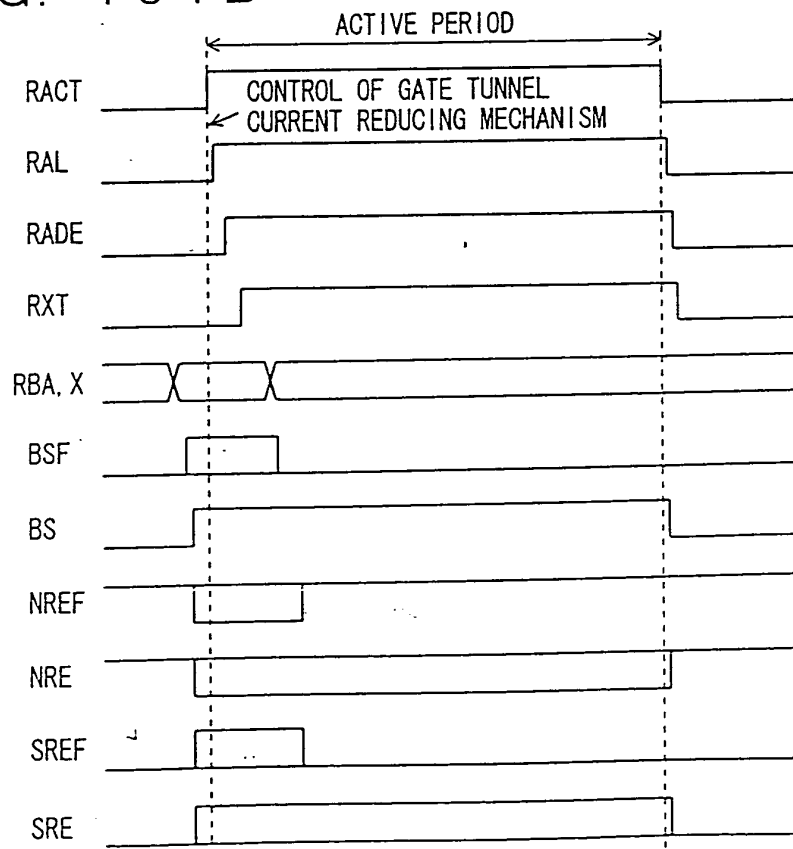 ACTIVE PERIOD
RACT
CONTROL OF GATE TUNNEL
CURRENT REDUCING MECHANISM
RAL
RADE
RXT
RBA, X
BSF
BS
NREF
NRE
SREF
SRE